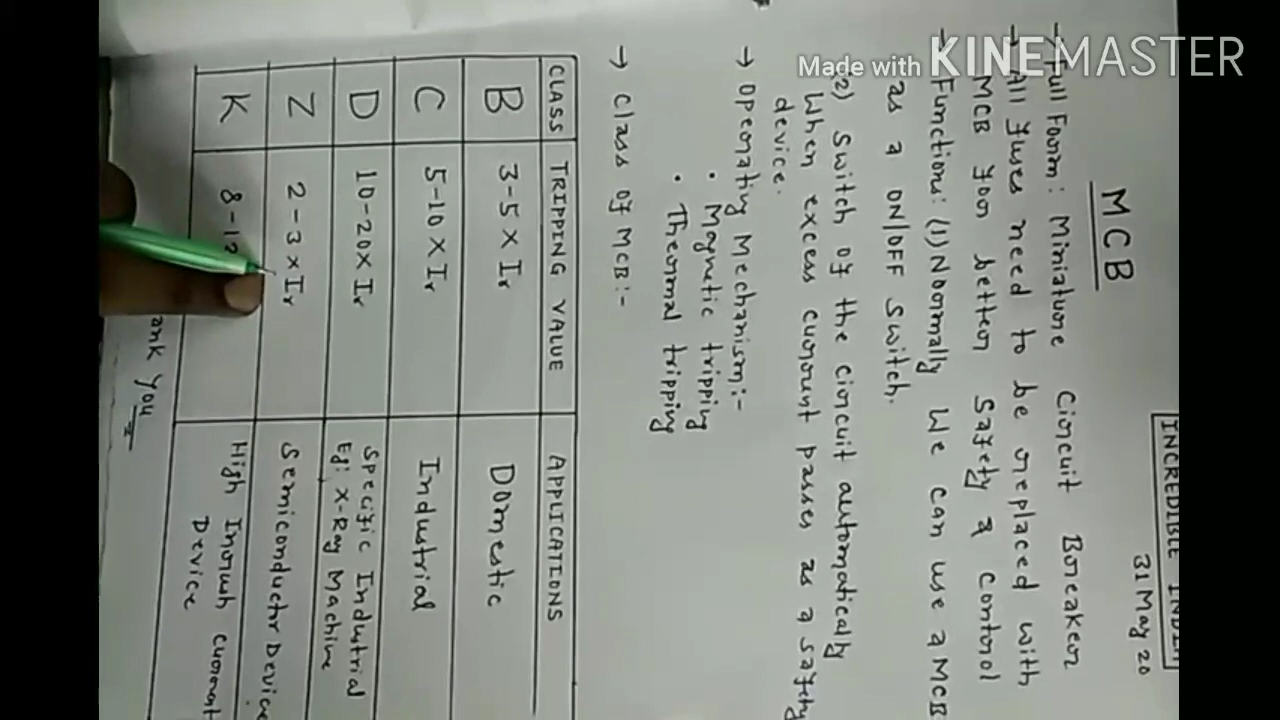 Made with KINEMASTER
INCREDIBLE INDIA
31 May 20
MCB
→ Full Form: Miniature Circuit Breaker
→ All fuses need to be replaced with
MCB for better safety & control
→ Functions: (1) Normally we can use a MCB
as a ON/OFF switch.
(2) Switch of the circuit automatically
when excess current passes as a safety
device.
→ Operating Mechanism:-
• Magnetic tripping
• Thermal tripping
→ Class of MCB:-
CLASS TRIPPING VALUE APPLICATIONS
B 3-5 X Ir Domestic
C 5-10 X Ir Industrial
D 10-20 X Ir Specific Industrial
Eg: X-Ray Machine
Z 2-3 X Ir Semiconductr Device
K 8-12 High Inrush current
Device
you